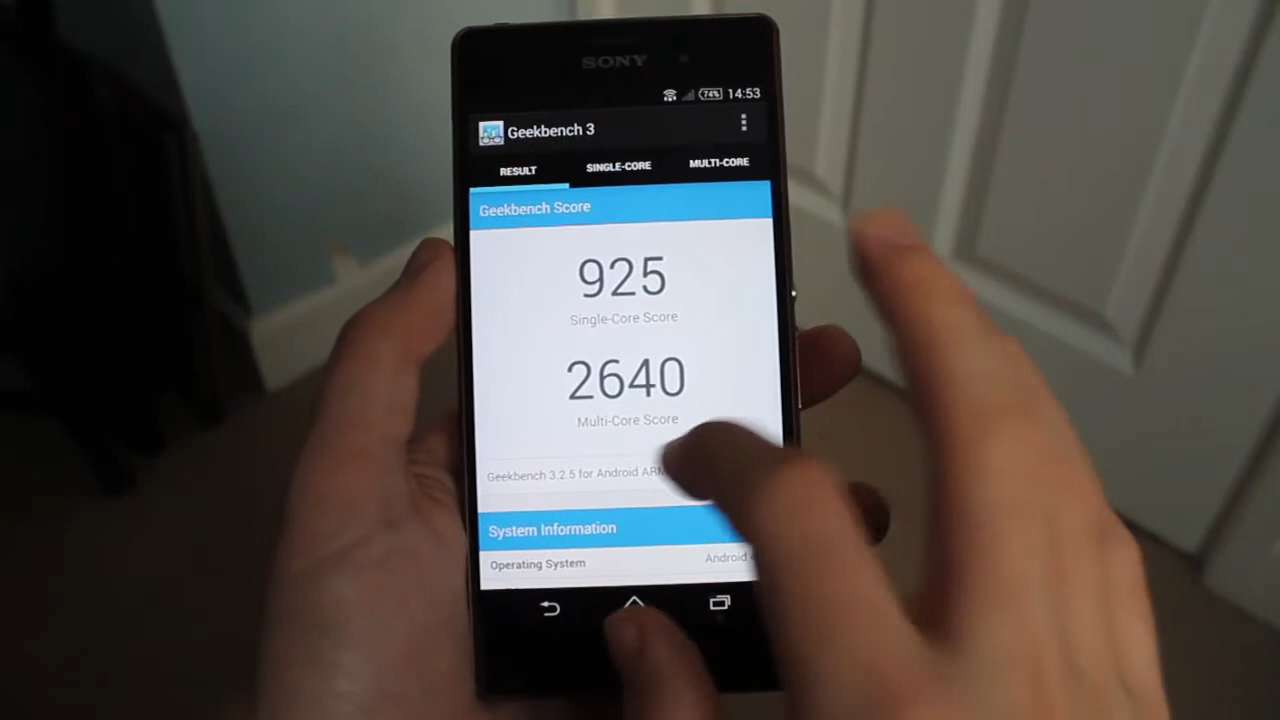 SONY
74% 14:53
Geekbench 3
RESULT SINGLE-CORE MULTI-CORE
Geekbench Score
925
Single-Core Score
2640
Multi-Core Score
Geekbench 3.2.5 for Android
System Information
Operating System Android